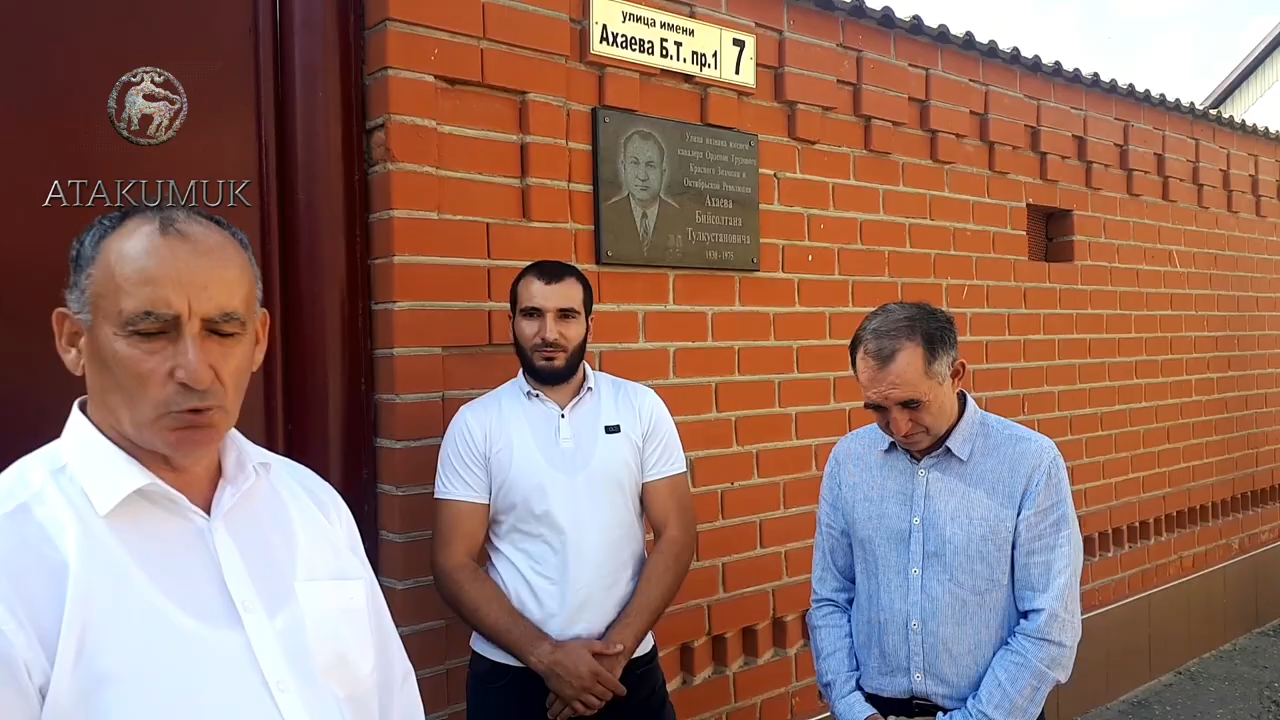 улица имени
Ахаева Б.Т. пр.1 7
Улица названа именем
кавалера Орденов Трудового
Красного Знамени и
Октябрьской Революции
Ахаева
Бийсолтана
Тулкустановича
1930 - 1975
ATAKUMUK